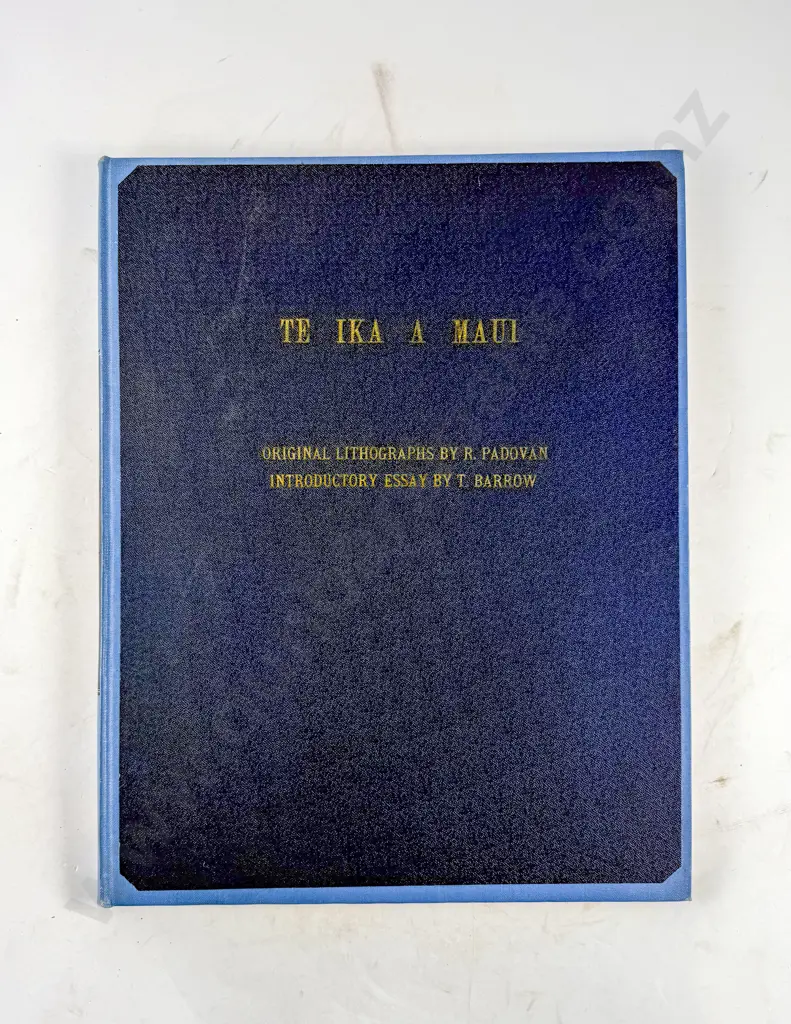 TE IKA A MAUI
ORIGINAL LITHOGRAPHS BY R. PADOVAN
INTRODUCTORY ESSAY BY T. BARROW